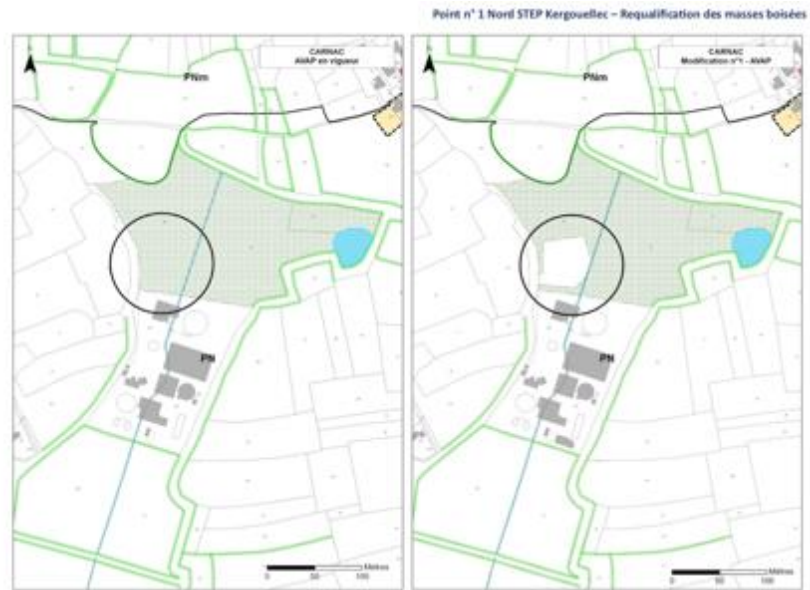 Point n° 1 Nord STEP Kergouellec – Requalification des masses boisées
CARNAC
AVAP en vigueur
PNm
PN
0 50 100
Mètres
CARNAC
Modification n°1 - AVAP
PNm
PN
0 50 100
Mètres